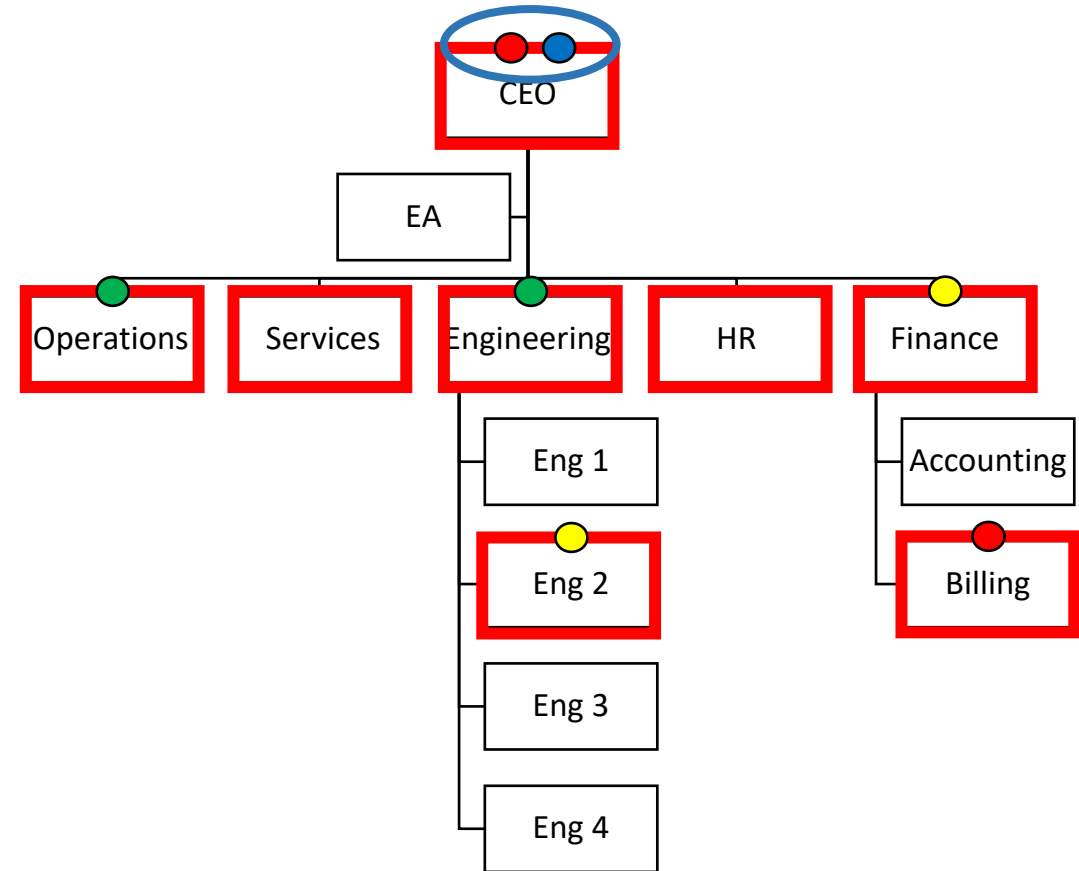 CEO
EA
Operations
Services
Engineering
HR
Finance
Eng 1
Accounting
Eng 2
Billing
Eng 3
Eng 4